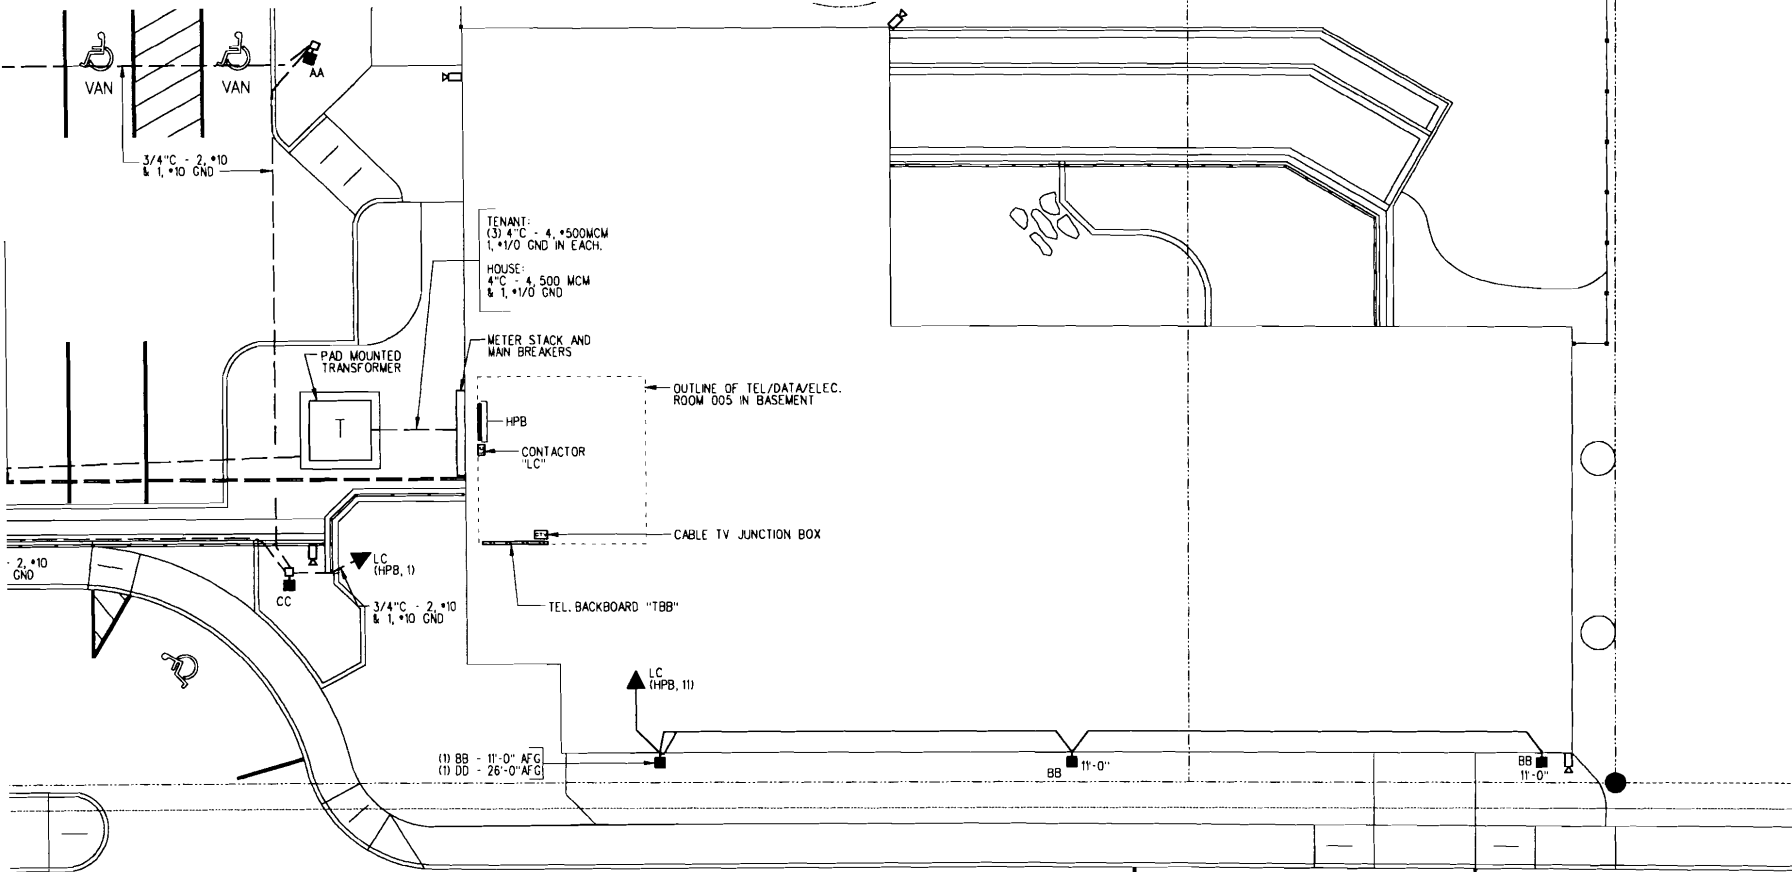 VAN
VAN
AA
3/4"C - 2, #10
& 1, #10 GND
TENANT:
(3) 4"C - 4, #500MCM
1, #1/0 GND IN EACH.
HOUSE:
4"C - 4, 500 MCM
& 1, #1/0 GND
METER STACK AND
MAIN BREAKERS
PAD MOUNTED
TRANSFORMER
T
OUTLINE OF TEL/DATA/ELEC.
ROOM 005 IN BASEMENT
HPB
CONTACTOR
"LC"
CABLE TV JUNCTION BOX
TEL. BACKBOARD "TBB"
- 2, #10
GND
CC
LC
(HPB, 1)
3/4"C - 2, #10
& 1, #10 GND
LC
(HPB, 11)
(1) BB - 11'-0" AFG
(1) DD - 26'-0" AFG
BB
11'-0"
BB
11'-0"